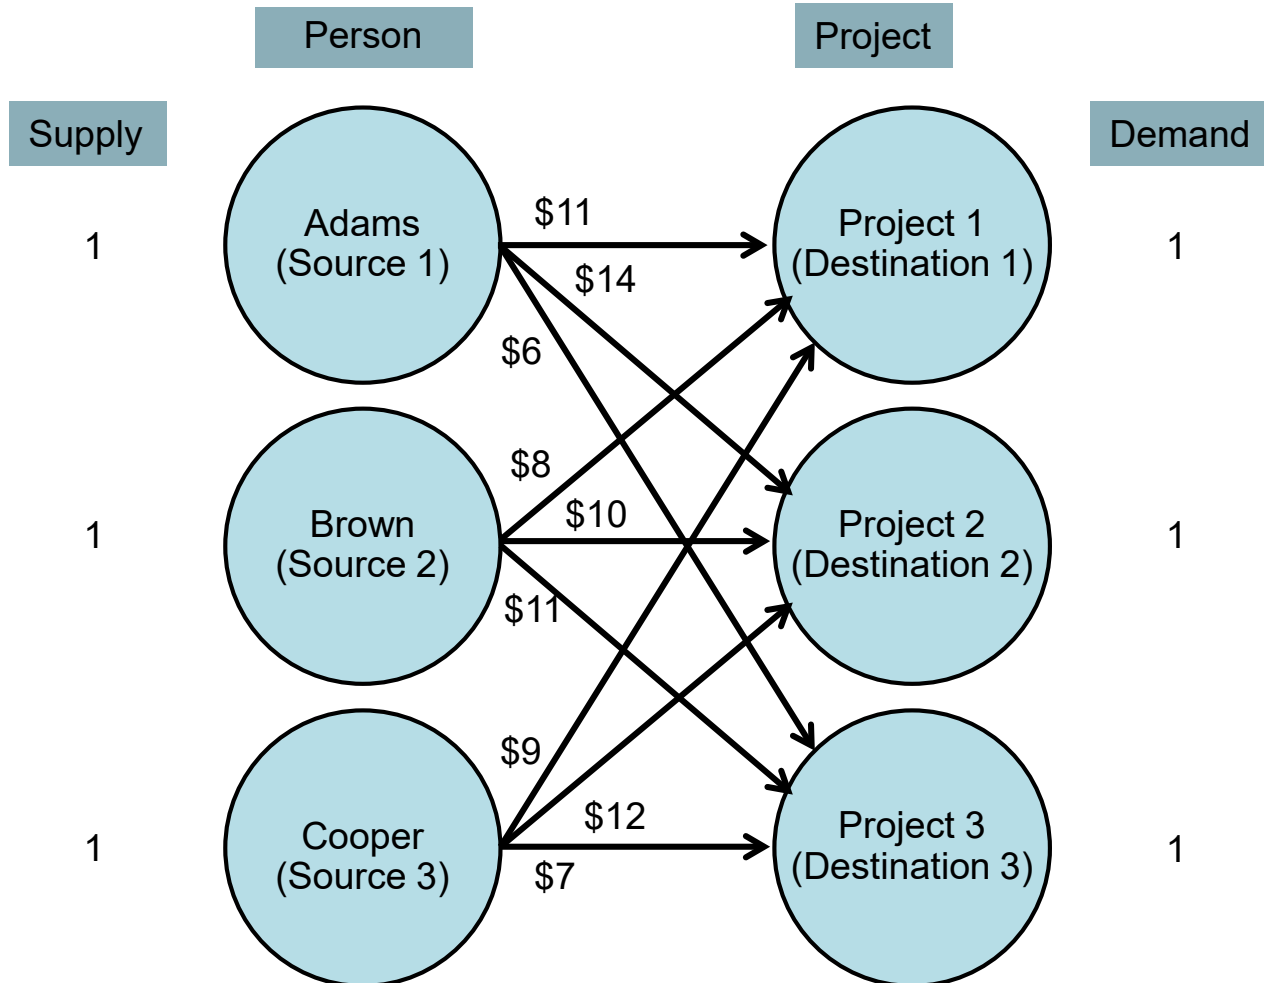 Person
Project
Supply
Demand
1
Adams
(Source 1)
$11
$14
$6
Project 1
(Destination 1)
1
1
Brown
(Source 2)
$8
$10
$11
Project 2
(Destination 2)
1
1
Cooper
(Source 3)
$9
$12
$7
Project 3
(Destination 3)
1